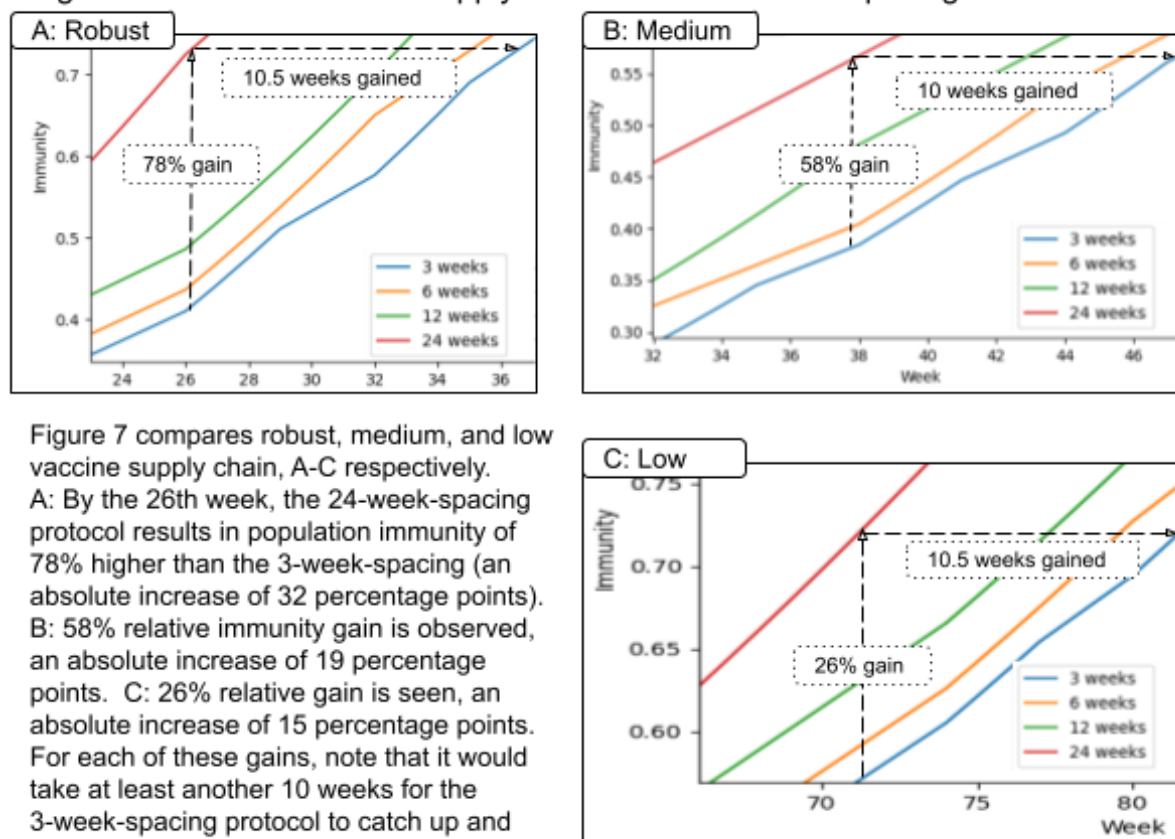 A: Robust
0.7
0.6
0.5
0.4
Immunity
10.5 weeks gained
78% gain
3 weeks
6 weeks
12 weeks
24 weeks
24 26 28 30 32 34 36
B: Medium
0.55
0.50
0.45
0.40
0.35
0.30
Immunity
10 weeks gained
58% gain
3 weeks
6 weeks
12 weeks
24 weeks
32 34 36 38 40 42 44 46
Week
Figure 7 compares robust, medium, and low
vaccine supply chain, A-C respectively.
A: By the 26th week, the 24-week-spacing
protocol results in population immunity of
78% higher than the 3-week-spacing (an
absolute increase of 32 percentage points).
B: 58% relative immunity gain is observed,
an absolute increase of 19 percentage
points. C: 26% relative gain is seen, an
absolute increase of 15 percentage points.
For each of these gains, note that it would
take at least another 10 weeks for the
3-week-spacing protocol to catch up and
C: Low
0.75
0.70
0.65
0.60
Immunity
10.5 weeks gained
26% gain
3 weeks
6 weeks
12 weeks
24 weeks
70 75 80
Week